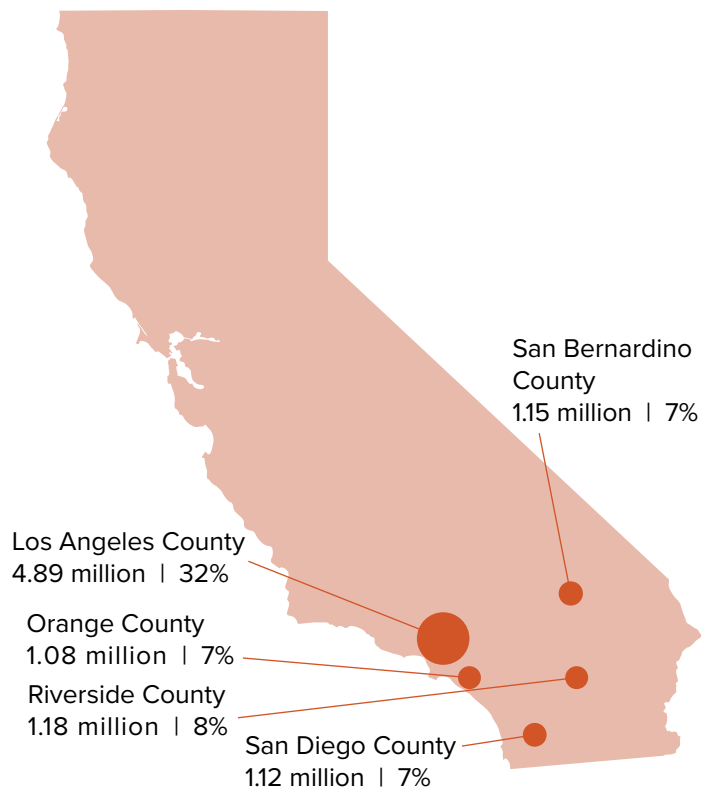 San Bernardino
County
1.15 million | 7%
Los Angeles County
4.89 million | 32%
Orange County
1.08 million | 7%
Riverside County
1.18 million | 8%
San Diego County
1.12 million | 7%